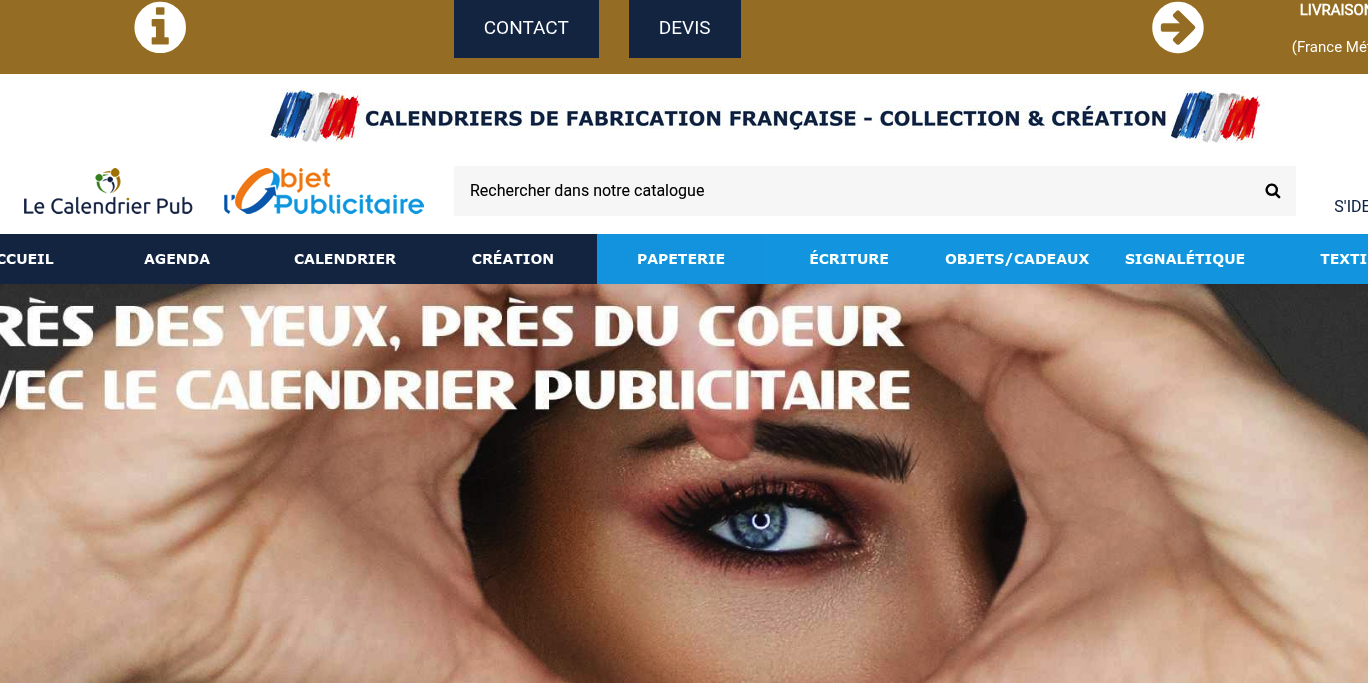 CONTACT
DEVIS
LIVRAISON
(France Mét
CALENDRIERS DE FABRICATION FRANÇAISE - COLLECTION & CRÉATION
Le Calendrier Pub
l'Objet
Publicitaire
Rechercher dans notre catalogue
S'IDE
CCUEIL
AGENDA
CALENDRIER
CRÉATION
PAPETERIE
ÉCRITURE
OBJETS/CADEAUX
SIGNALÉTIQUE
TEXTI
RÈS DES YEUX, PRÈS DU COEUR
VEC LE CALENDRIER PUBLICITAIRE